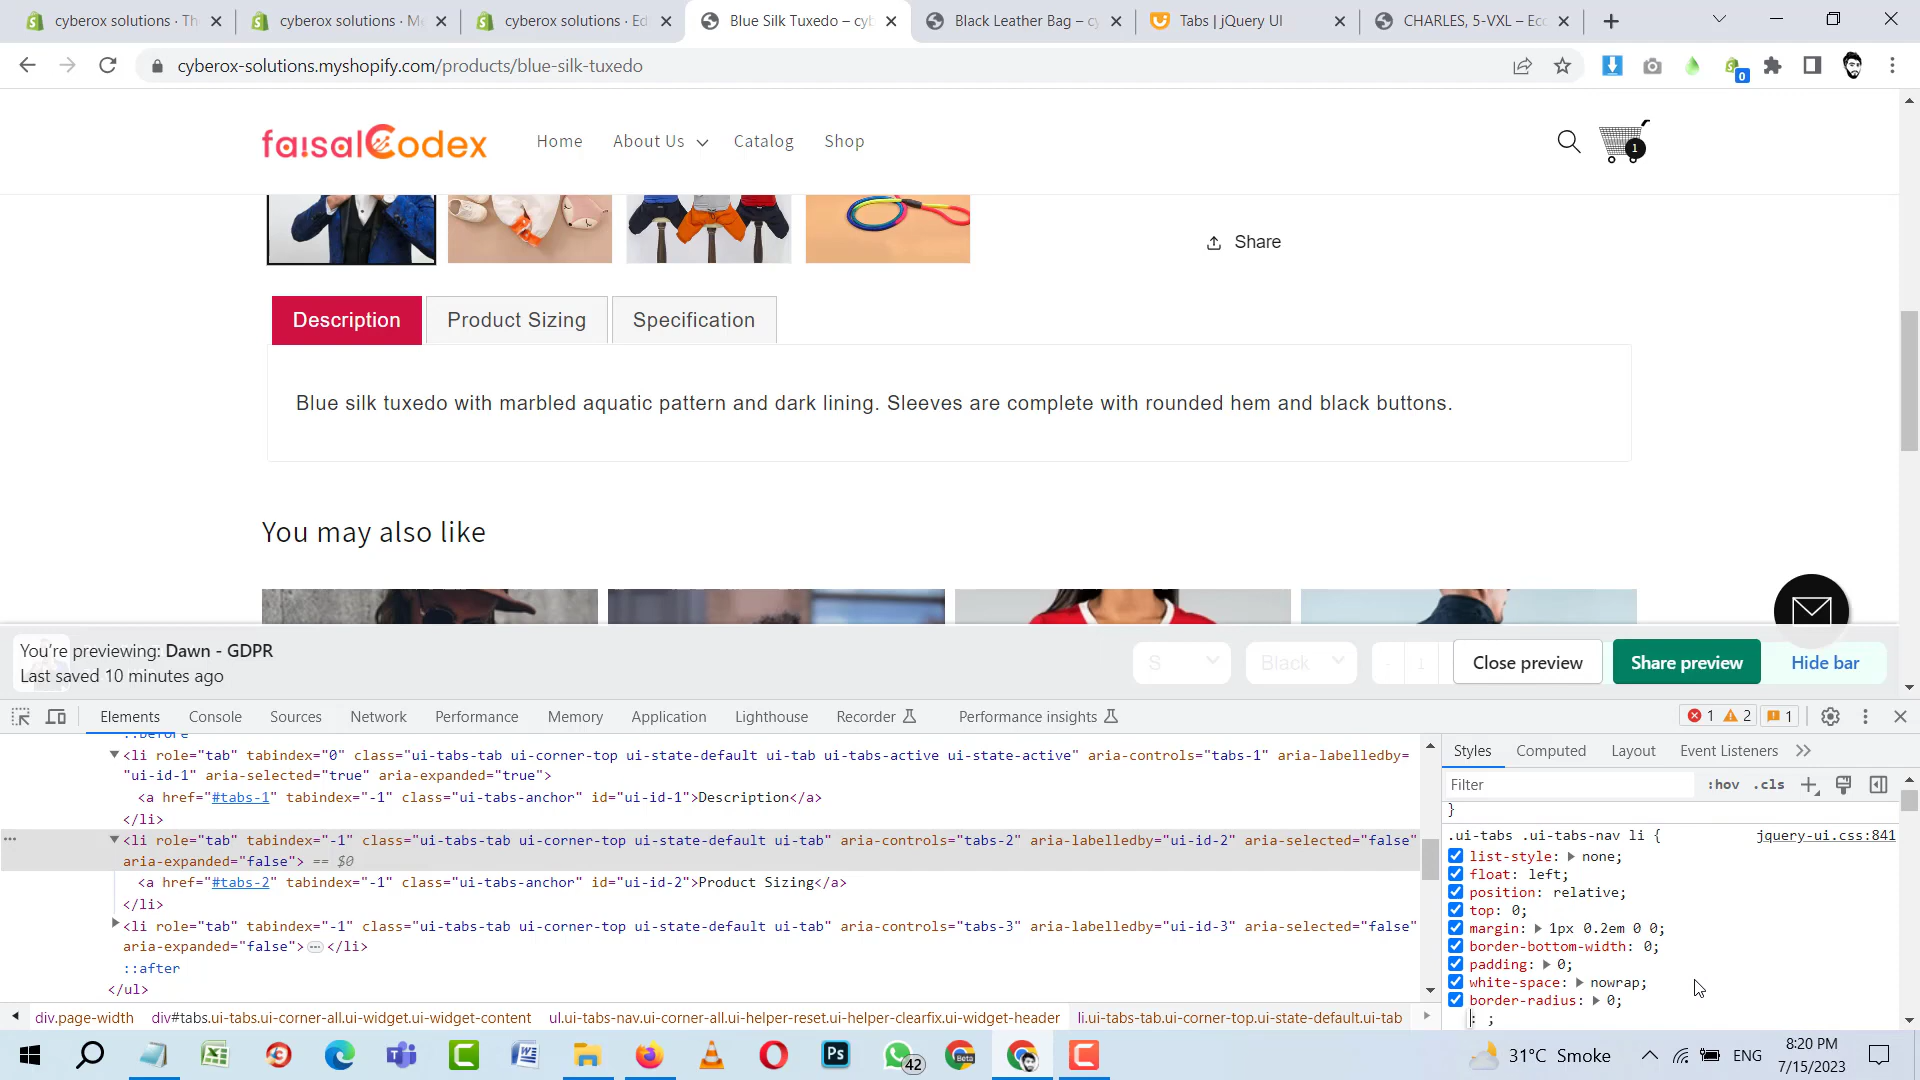 cyberox solutions · Th
cyberox solutions · Me
cyberox solutions · Ed
Blue Silk Tuxedo – cyb
Black Leather Bag – cy
Tabs | jQuery UI
CHARLES, 5-VXL – Eco
cyberox-solutions.myshopify.com/products/blue-silk-tuxedo
0
faisalCodex
Home
About Us
Catalog
Shop
1
Share
Description
Product Sizing
Specification
Blue silk tuxedo with marbled aquatic pattern and dark lining. Sleeves are complete with rounded hem and black buttons.
You may also like
You're previewing: Dawn - GDPR
Last saved 10 minutes ago
S
Black
-
1
Close preview
Share preview
Hide bar
Elements
Console
Sources
Network
Performance
Memory
Application
Lighthouse
Recorder
Performance insights
1
2
1
::before
<li role="tab" tabindex="0" class="ui-tabs-tab ui-corner-top ui-state-default ui-tab ui-tabs-active ui-state-active" aria-controls="tabs-1" aria-labelledby=
"ui-id-1" aria-selected="true" aria-expanded="true">
<a href="#tabs-1" tabindex="-1" class="ui-tabs-anchor" id="ui-id-1">Description</a>
</li>
<li role="tab" tabindex="-1" class="ui-tabs-tab ui-corner-top ui-state-default ui-tab" aria-controls="tabs-2" aria-labelledby="ui-id-2" aria-selected="false"
aria-expanded="false"> == $0
<a href="#tabs-2" tabindex="-1" class="ui-tabs-anchor" id="ui-id-2">Product Sizing</a>
</li>
<li role="tab" tabindex="-1" class="ui-tabs-tab ui-corner-top ui-state-default ui-tab" aria-controls="tabs-3" aria-labelledby="ui-id-3" aria-selected="false"
aria-expanded="false"> … </li>
::after
</ul>
div.page-width
div#tabs.ui-tabs.ui-corner-all.ui-widget.ui-widget-content
ul.ui-tabs-nav.ui-corner-all.ui-helper-reset.ui-helper-clearfix.ui-widget-header
li.ui-tabs-tab.ui-corner-top.ui-state-default.ui-tab
Styles
Computed
Layout
Event Listeners
Filter
:hov
.cls
}
.ui-tabs .ui-tabs-nav li {
jquery-ui.css:841
list-style: none;
float: left;
position: relative;
top: 0;
margin: 1px 0.2em 0 0;
border-bottom-width: 0;
padding: 0;
white-space: nowrap;
border-radius: 0;
: ;
42
Beta
Ps
31°C Smoke
ENG
8:20 PM
7/15/2023